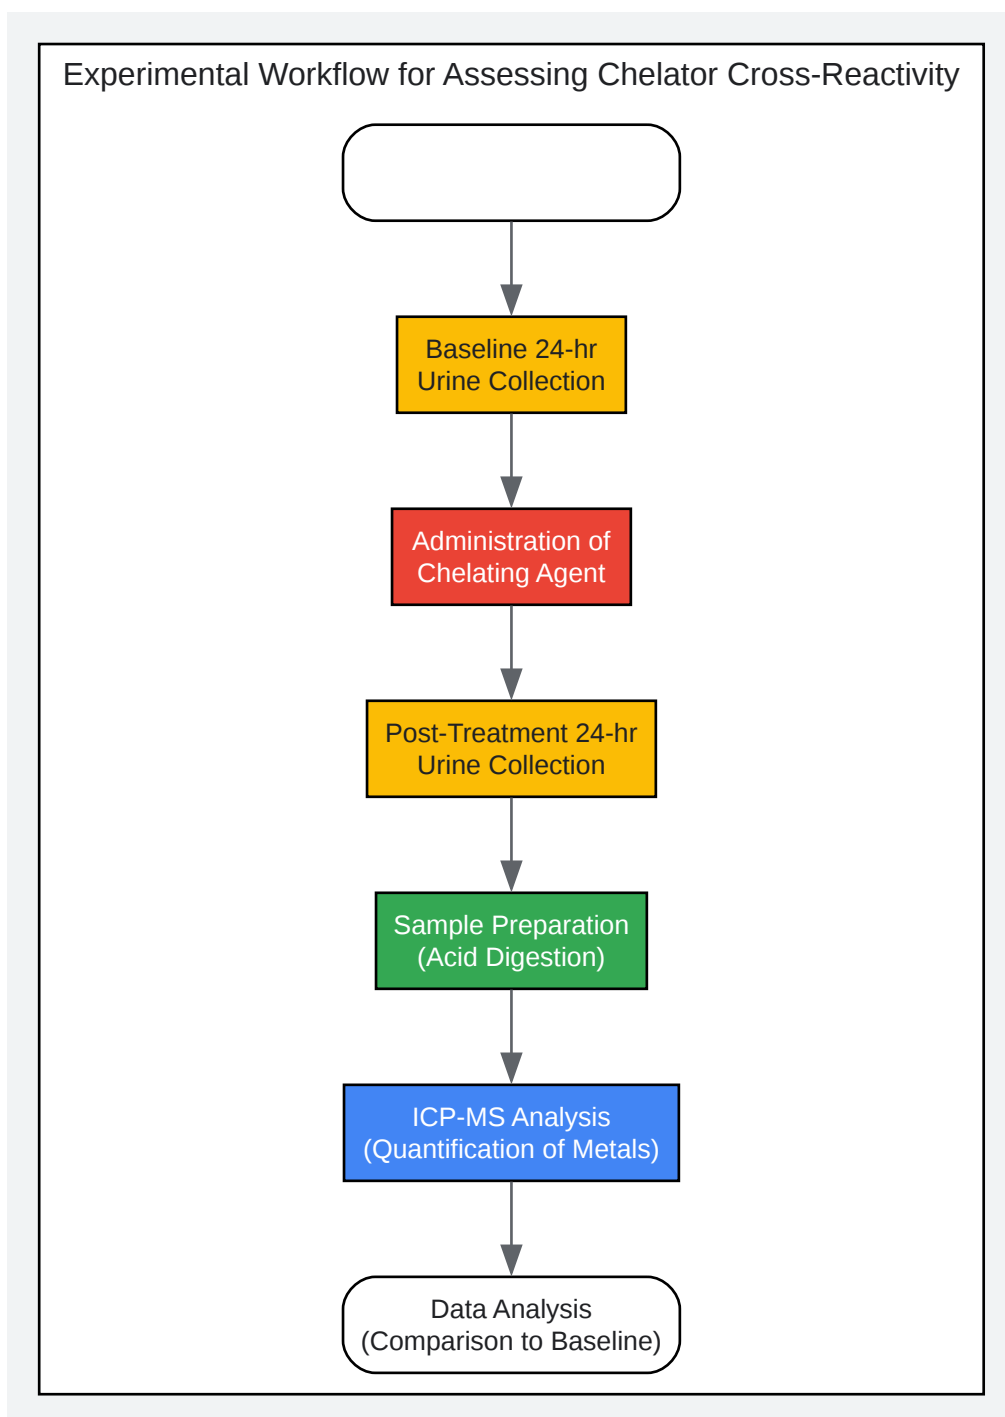 Experimental Workflow for Assessing Chelator Cross-Reactivity
Baseline 24-hr
Urine Collection
Administration of
Chelating Agent
Post-Treatment 24-hr
Urine Collection
Sample Preparation
(Acid Digestion)
ICP-MS Analysis
(Quantification of Metals)
Data Analysis
(Comparison to Baseline)